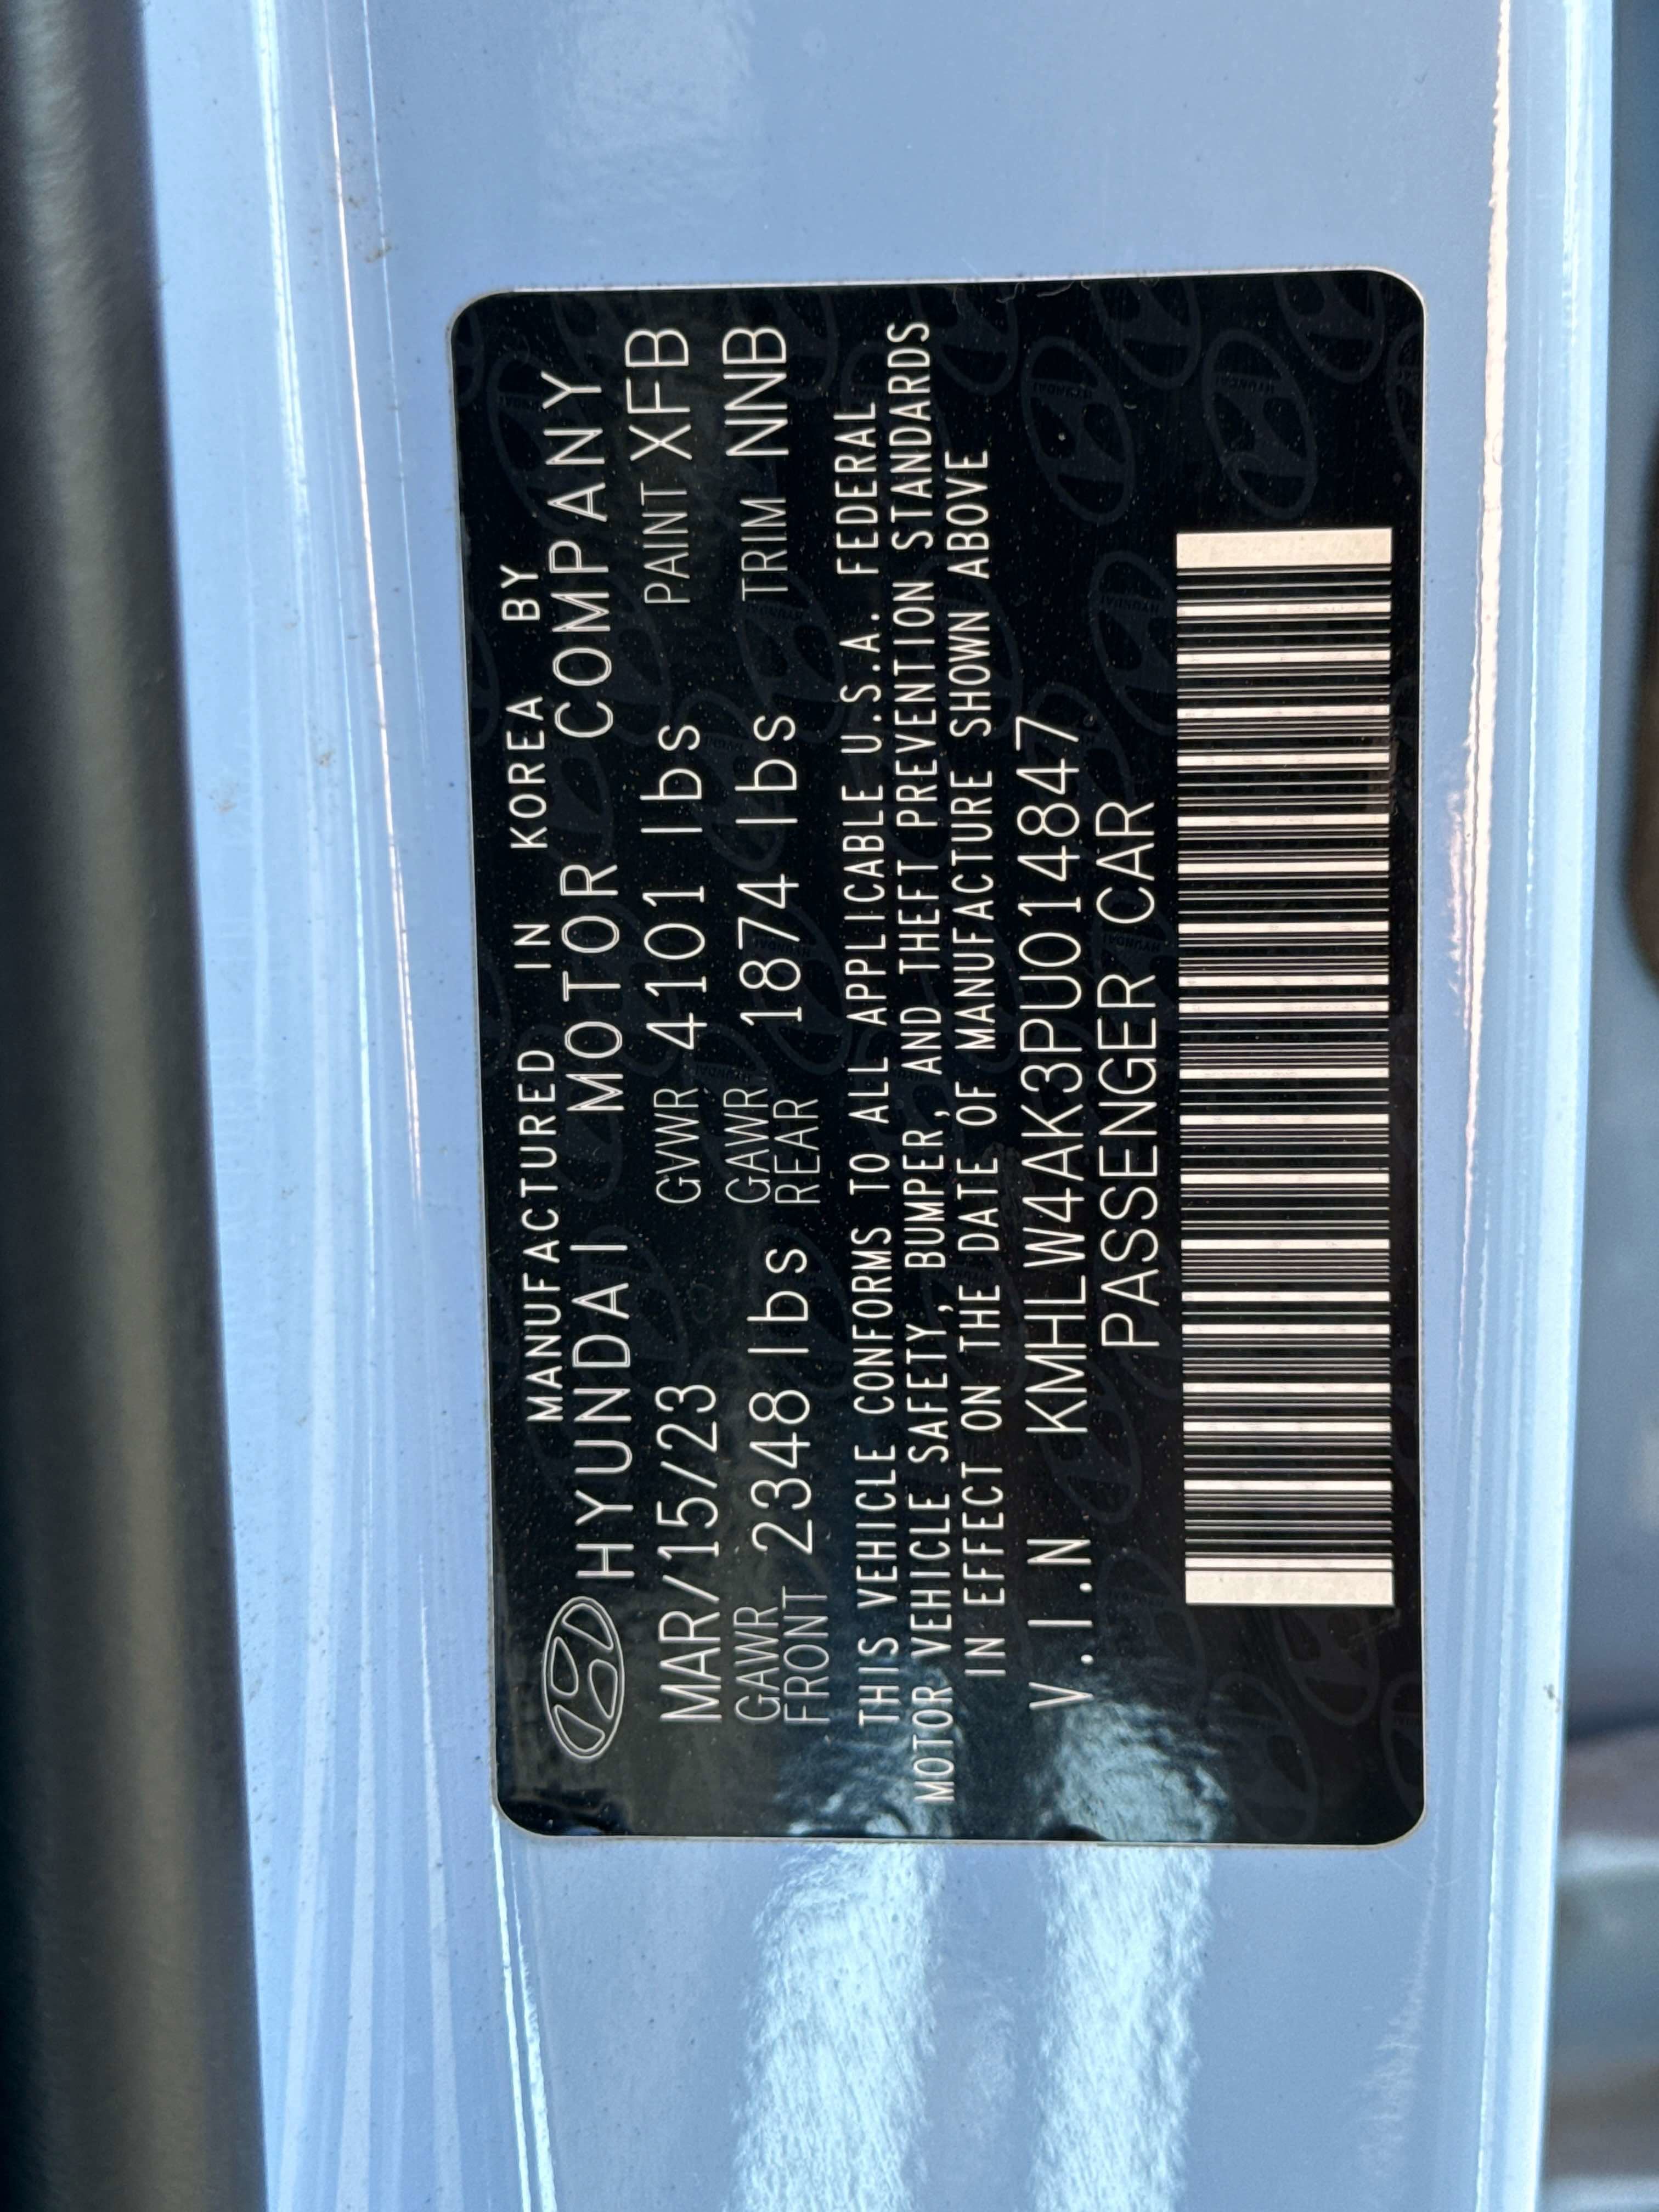 MANUFACTURED IN KOREA BY
HYUNDAI MOTOR COMPANY
MAR/15/23 GVWR 4101 lbs PAINT XFB
GAWR FRONT 2348 lbs GAWR REAR 1874 lbs TRIM NNB
THIS VEHICLE CONFORMS TO ALL APPLICABLE U.S.A. FEDERAL
MOTOR VEHICLE SAFETY, BUMPER, AND THEFT PREVENTION STANDARDS
IN EFFECT ON THE DATE OF MANUFACTURE SHOWN ABOVE
V.I.N KMHLW4AK3PU014847
PASSENGER CAR